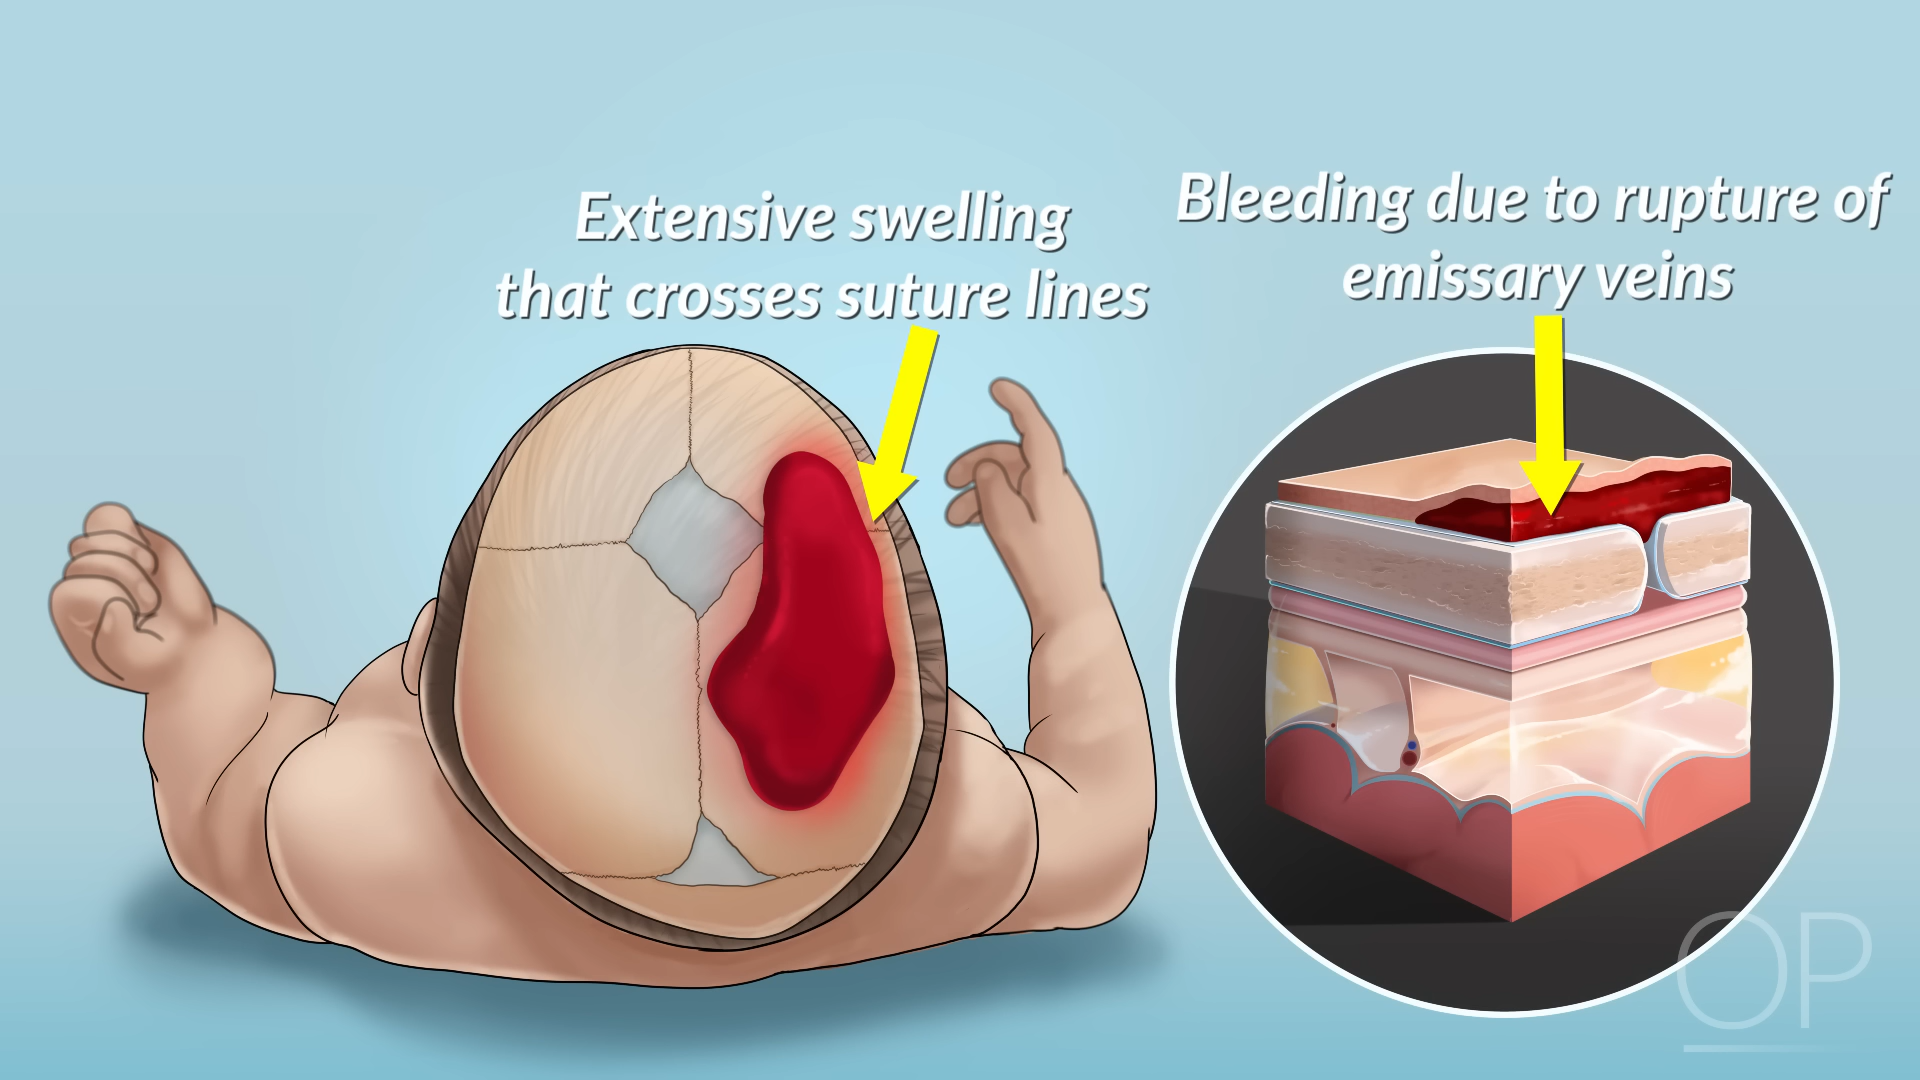 Extensive swelling
that crosses suture lines
Bleeding due to rupture of
emissary veins
OP